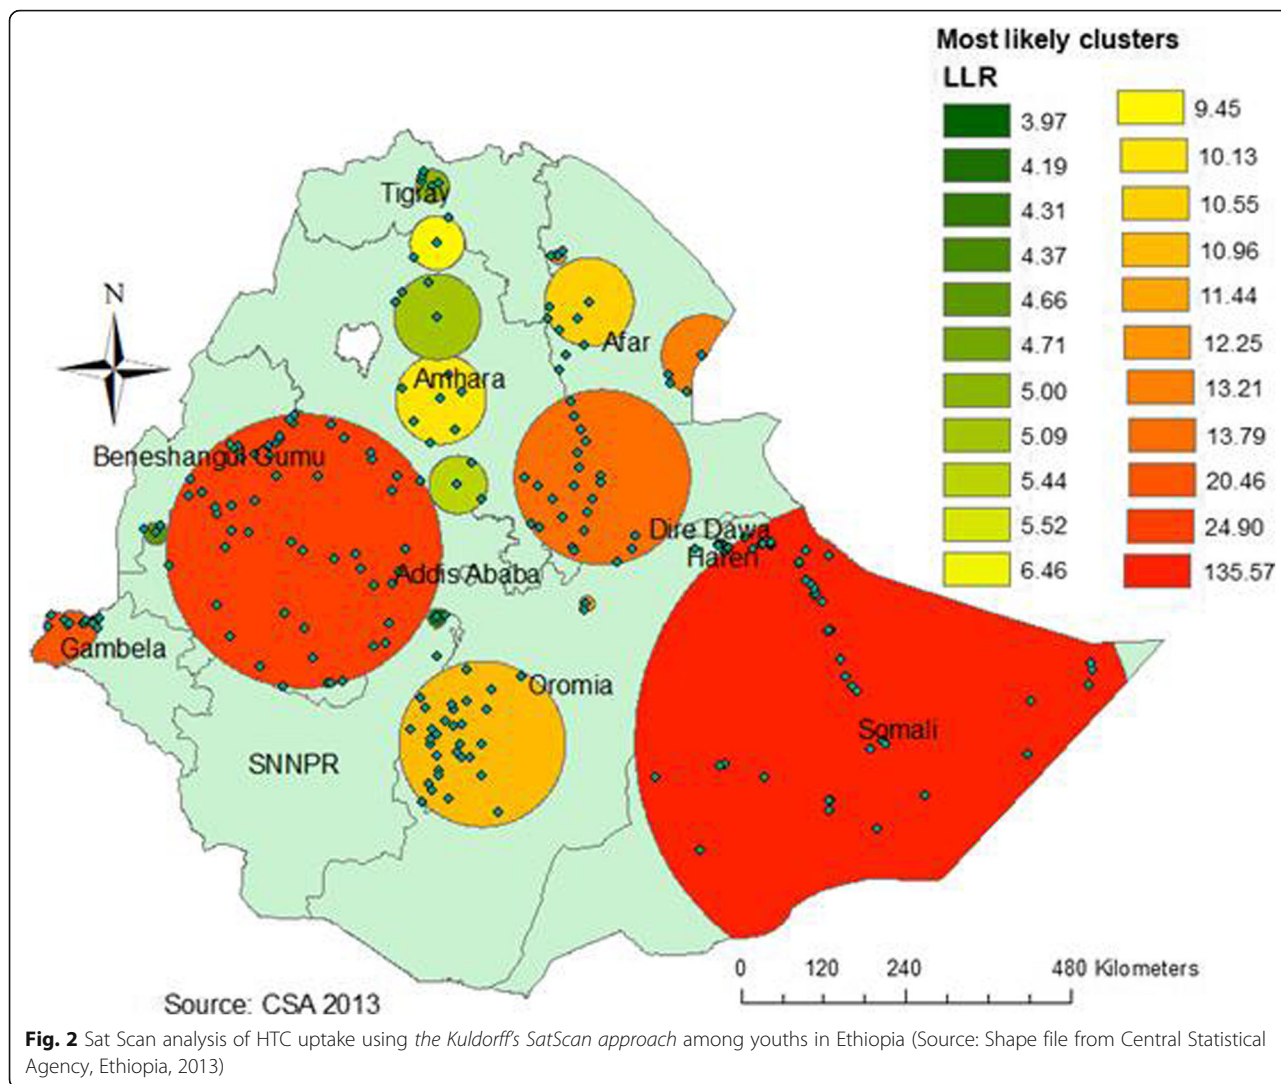 Most likely clusters
LLR
3.97
4.19
4.31
4.37
4.66
4.71
5.00
5.09
5.44
5.52
6.46
9.45
10.13
10.55
10.96
11.44
12.25
13.21
13.79
20.46
24.90
135.57
N
Tigray
Afar
Amhara
Beneshangul Gumu
Dire Dawa
Hareri
Addis Ababa
Gambela
Oromia
Somali
SNNPR
0 120 240 480 Kilometers
Source: CSA 2013
Fig. 2 Sat Scan analysis of HTC uptake using the Kuldorff's SatScan approach among youths in Ethiopia (Source: Shape file from Central Statistical
Agency, Ethiopia, 2013)